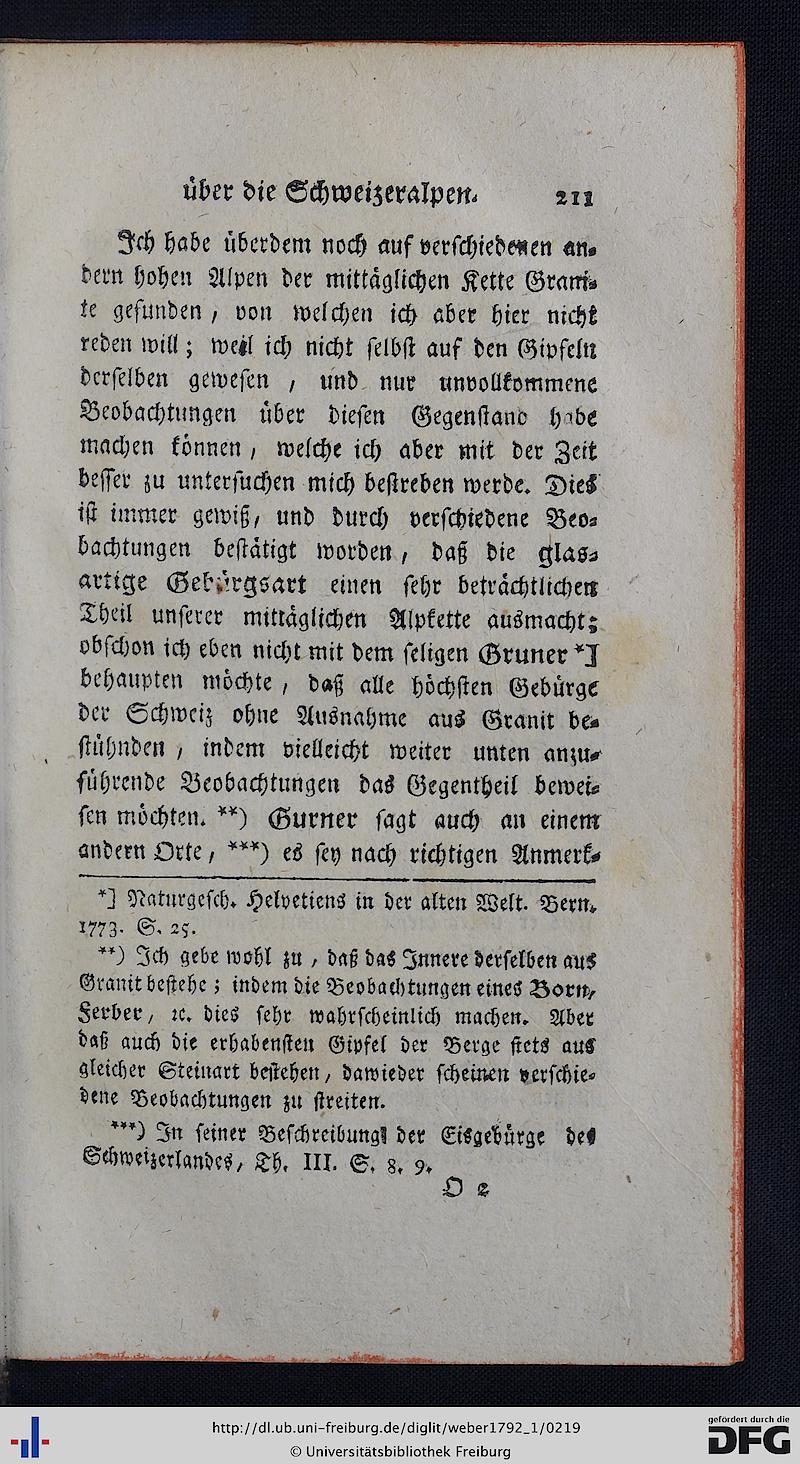 über die Schweizeralpen. 211
Ich habe überdem noch auf verschiedenen an-
dern hohen Alpen der mittäglichen Kette Grani-
te gefunden, von welchen ich aber hier nicht
reden will; weil ich nicht selbst auf den Gipfeln
derselben gewesen, und nur unvollkommene
Beobachtungen über diesen Gegenstand habe
machen können, welche ich aber mit der Zeit
besser zu untersuchen mich bestreben werde. Dies
ist immer gewiß, und durch verschiedene Beo-
bachtungen bestätigt worden, daß die glas-
artige Gebürgsart einen sehr beträchtlichen
Theil unserer mittäglichen Alpkette ausmacht;
obschon ich eben nicht mit dem seligen Gruner *]
behaupten möchte, daß alle höchsten Gebürge
der Schweiz ohne Ausnahme aus Granit be-
stühnden, indem vielleicht weiter unten anzu-
führende Beobachtungen das Gegentheil bewei-
sen möchten. **) Gurner sagt auch an einem
andern Orte, ***) es sey nach richtigen Anmerk-
*] Naturgesch. Helvetiens in der alten Welt. Bern.
1773. S. 25.
**) Ich gebe wohl zu, daß das Innere derselben aus
Granit bestehe; indem die Beobachtungen eines Born,
Ferber, ꝛc. dies sehr wahrscheinlich machen. Aber
daß auch die erhabensten Gipfel der Berge stets aus
gleicher Steinart bestehen, dawieder scheinen verschie-
dene Beobachtungen zu streiten.
***) In seiner Beschreibung der Eisgebürge des
Schweizerlandes, Th. III. S. 8. 9.
O 2
http://dl.ub.uni-freiburg.de/diglit/weber1792_1/0219
© Universitätsbibliothek Freiburg
gefördert durch die
DFG